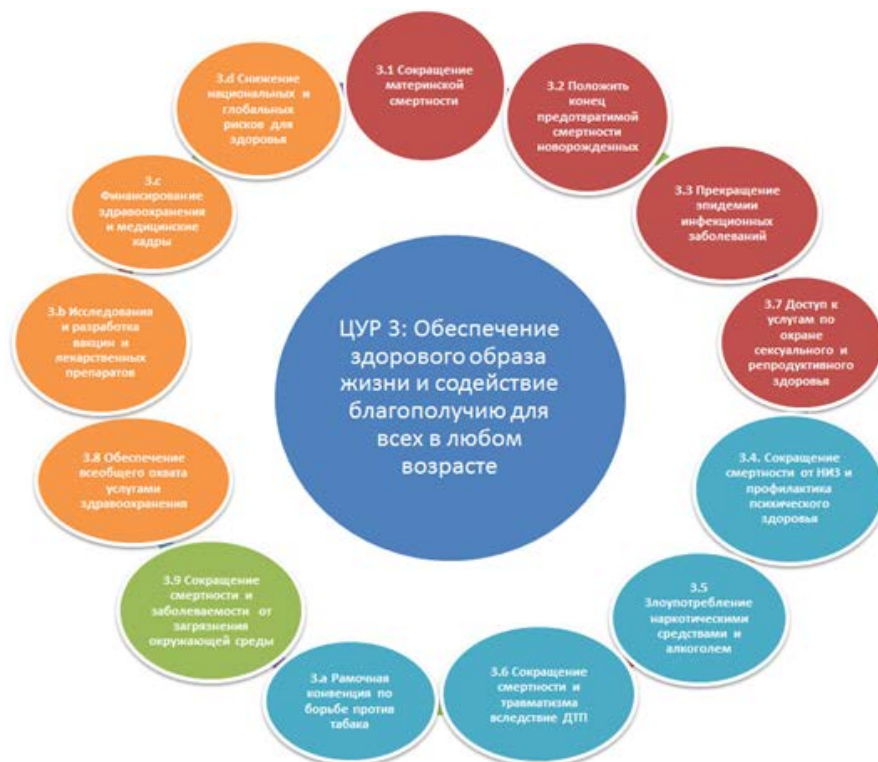 3.1 Сокращение
материнской
смертности
3.2 Положить
конец
предотвратимой
смертности
новорожденных
3.3 Прекращение
эпидемии
инфекционных
заболеваний
3.7 Доступ к
услугам по
охране
сексуального и
репродуктивного
здоровья
3.4. Сокращение
смертности от НИЗ и
профилактика
психического
здоровья
3.5
Злоупотребление
наркотическими
средствами и
алкоголем
3.6 Сокращение
смертности и
травматизма
вследствие ДТП
3.a Рамочная
конвенция по
борьбе против
табака
3.9 Сокращение
смертности и
заболеваемости от
загрязнения
окружающей среды
3.8 Обеспечение
всеобщего охвата
услугами
здравоохранения
3.b Исследования
и разработка
вакцин и
лекарственных
препаратов
3.c
Финансирование
здравоохранения
и медицинские
кадры
3.d Снижение
национальных и
глобальных
рисков для
здоровья
ЦУР 3: Обеспечение
здорового образа
жизни и содействие
благополучию для
всех в любом
возрасте